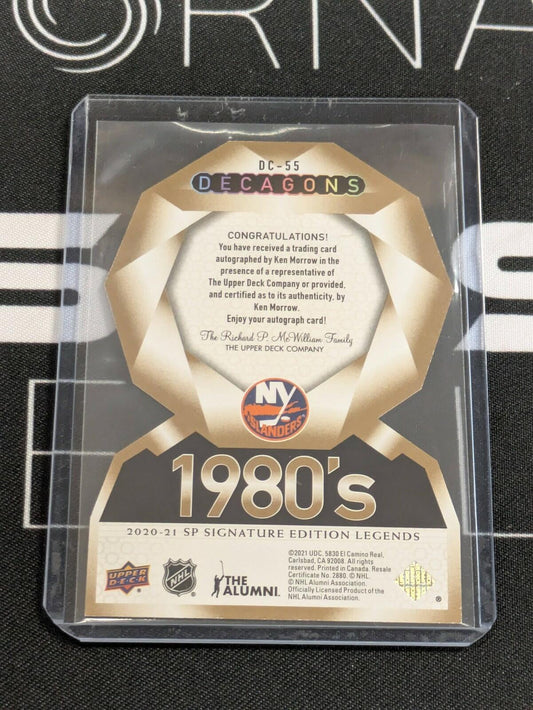 ORNA
DC-55
DECAGONS
CONGRATULATIONS!
You have received a trading card
autographed by Ken Morrow in the
presence of a representative of
The Upper Deck Company or provided,
and certified as to its authenticity, by
Ken Morrow.
Enjoy your autograph card!
The Richard P. McWilliam Family
THE UPPER DECK COMPANY
NY
ISLANDERS
1980's
2020-21 SP SIGNATURE EDITION LEGENDS
©2021 UDC. 5830 El Camino Real,
Carlsbad, CA 92008. All rights
reserved. Printed in Canada. Resale
Certificate No. 2880. © NHL.
© NHL Alumni Association.
Officially Licensed Product of the
NHL Alumni Association.
UPPER
DECK
NHL
THE
ALUMNI.
®